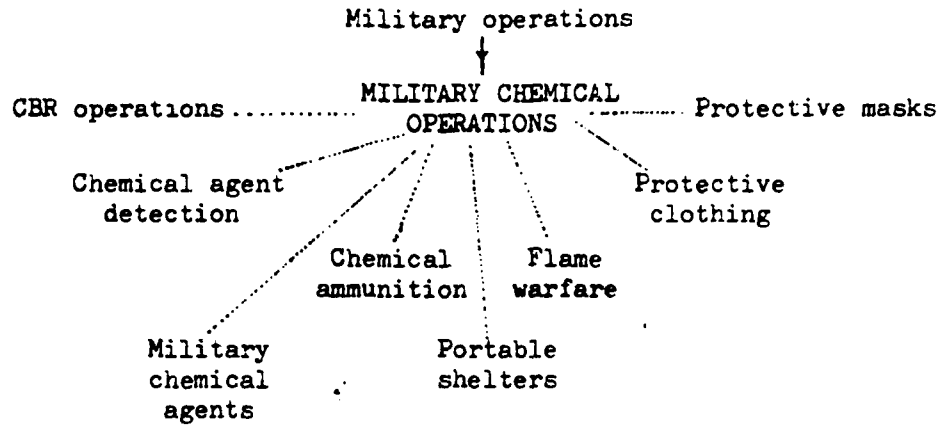 Military operations
MILITARY CHEMICAL
OPERATIONS
CBR operations
Protective masks
Chemical agent
detection
Protective
clothing
Chemical
ammunition
Flame
warfare
Military
chemical
agents
Portable
shelters